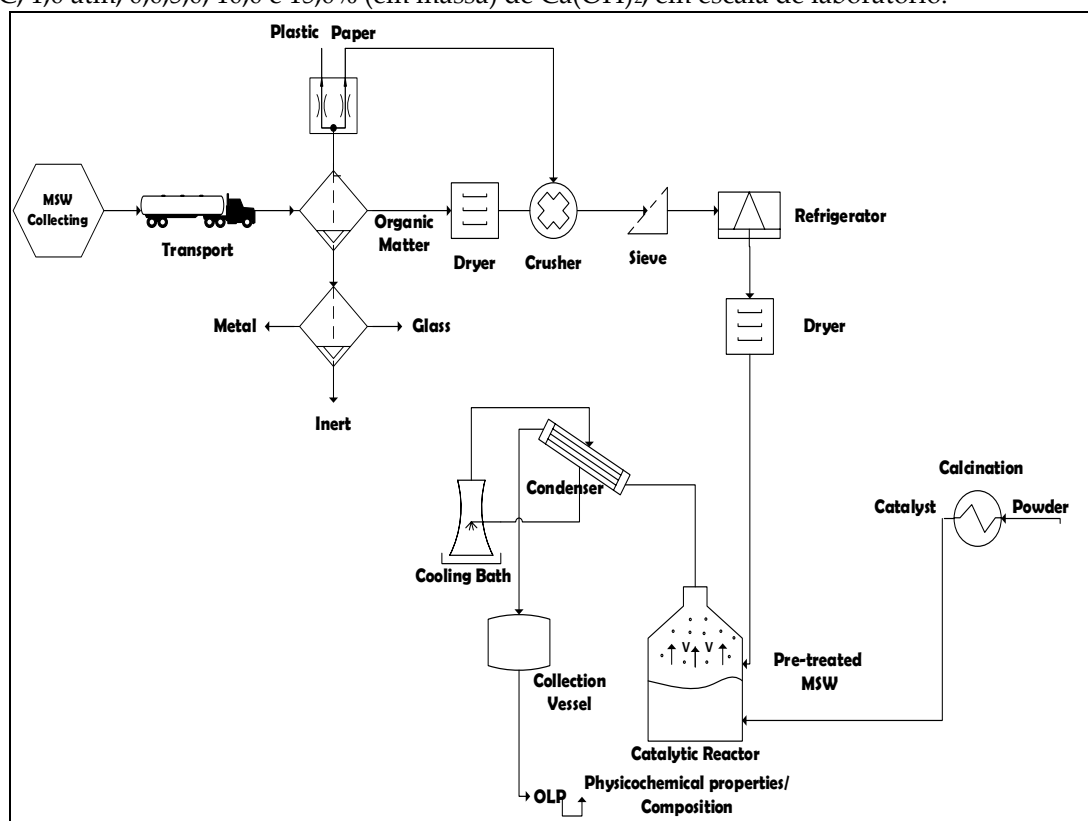 C, 1,0 atm, 0,0,5,0, 10,0 e 15,0% (em massa) de Ca(OH)₂, em escala de laboratório.
Plastic Paper
MSW
Collecting
Transport
Organic
Matter
Dryer
Crusher
Sieve
Refrigerator
Metal
Glass
Dryer
Inert
Condenser
Calcination
Catalyst
Powder
Cooling Bath
V V
Pre-treated
MSW
Collection
Vessel
Catalytic Reactor
OLP
Physicochemical properties/
Composition